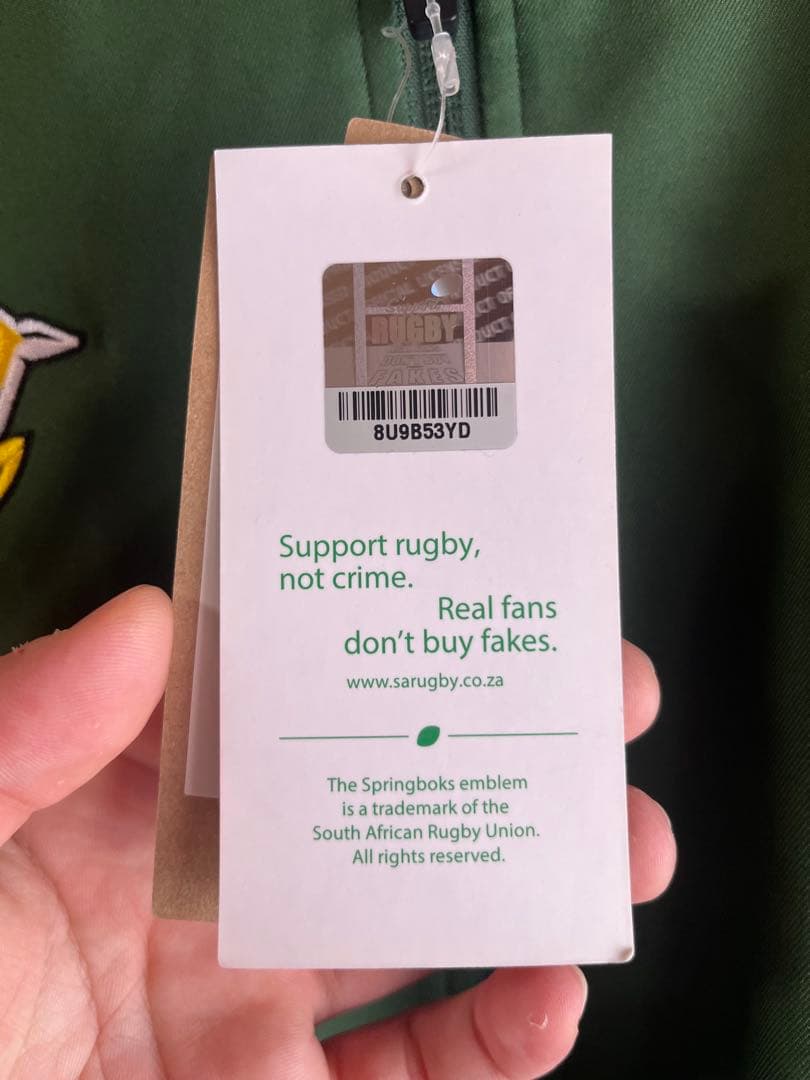 Support
RUGBY
FAKES
8U9B53YD
Support rugby,
not crime.
Real fans
don't buy fakes.
www.sarugby.co.za
The Springboks emblem
is a trademark of the
South African Rugby Union.
All rights reserved.